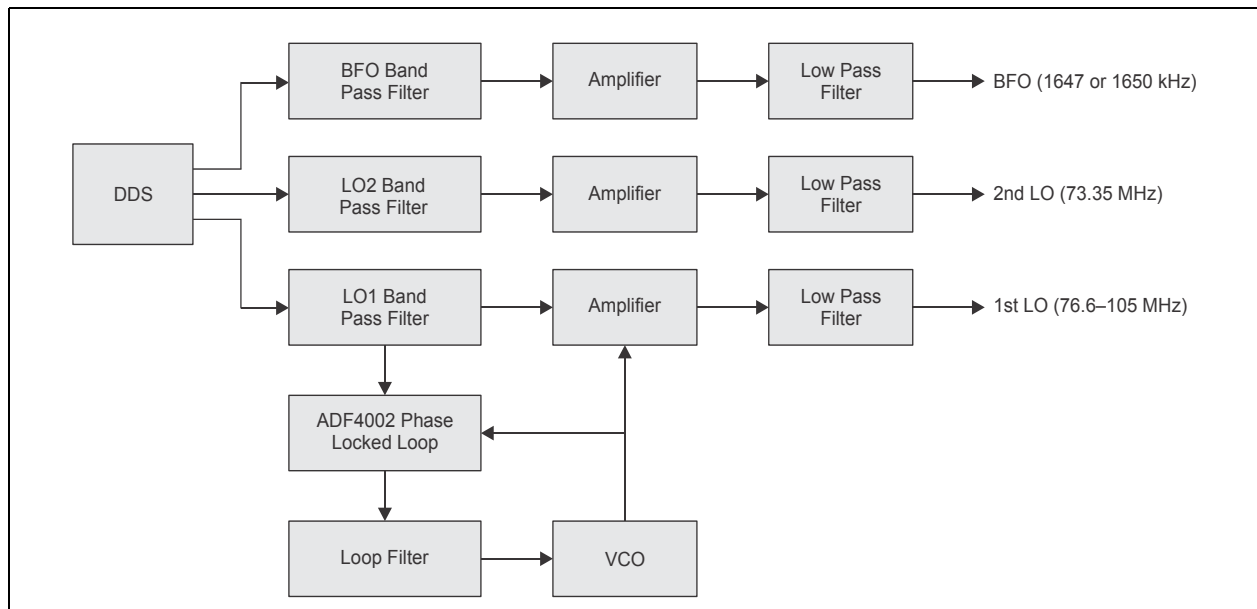 BFO Band
Pass Filter
Amplifier
Low Pass
Filter
BFO (1647 or 1650 kHz)
DDS
LO2 Band
Pass Filter
Amplifier
Low Pass
Filter
2nd LO (73.35 MHz)
LO1 Band
Pass Filter
Amplifier
Low Pass
Filter
1st LO (76.6–105 MHz)
ADF4002 Phase
Locked Loop
Loop Filter
VCO